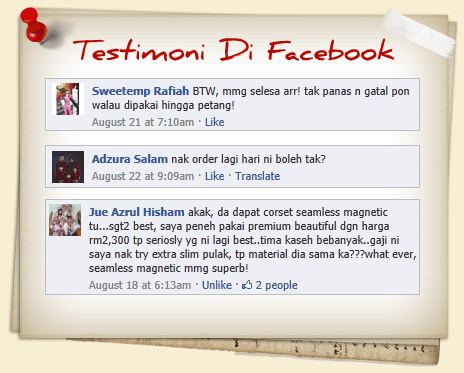 Testimoni Di Facebook
Sweetemp Rafiah BTW, mmg selesa arr! tak panas n gatal pon
walau dipakai hingga petang!
August 21 at 7:10am · Like
Adzura Salam nak order lagi hari ni boleh tak?
August 22 at 9:09am · Like · Translate
Jue Azrul Hisham akak, da dapat corset seamless magnetic
tu...sgt2 best, saya peneh pakai premium beautiful dgn harga
rm2,300 tp seriosly yg ni lagi best..tima kaseh bebanyak..gaji ni
saya nak try extra slim pulak, tp material dia sama ka???what ever,
seamless magnetic mmg superb!
August 18 at 6:13am · Unlike · 2 people